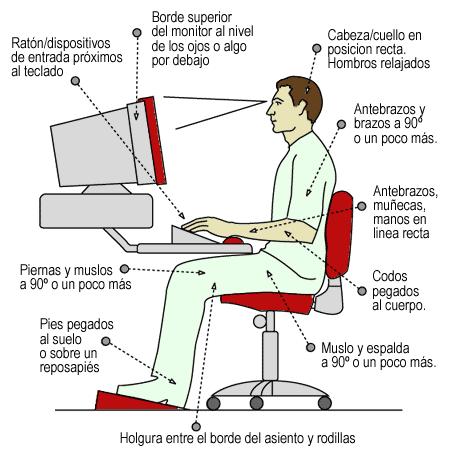 Borde superior
del monitor al nivel
de los ojos o algo
por debajo
Ratón/dispositivos
de entrada próximos
al teclado
Cabeza/cuello en
posicion recta.
Hombros relajados
Antebrazos y
brazos a 90º
o un poco más.
Antebrazos,
muñecas,
manos en
linea recta
Codos
pegados
al cuerpo.
Muslo y espalda
a 90º o un poco más.
Piernas y muslos
a 90º o un poco más
Pies pegados
al suelo
o sobre un
reposapiés
Holgura entre el borde del asiento y rodillas